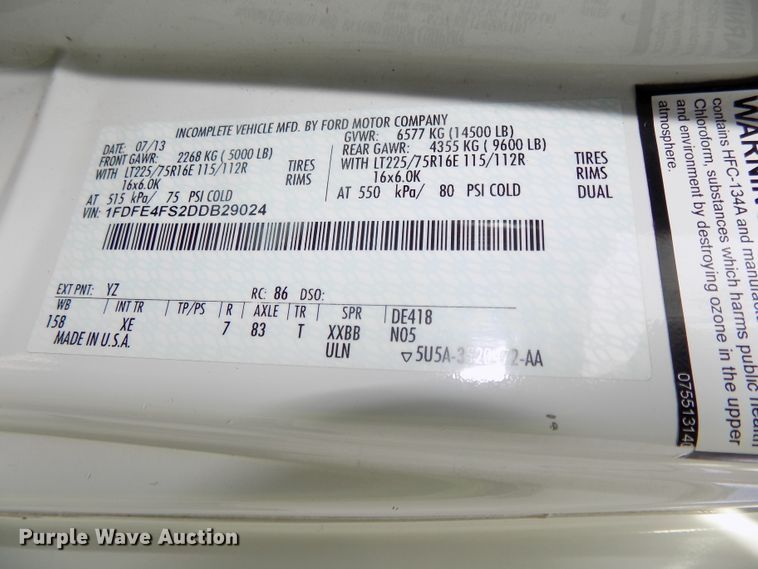 INCOMPLETE VEHICLE MFD. BY FORD MOTOR COMPANY
DATE: 07/13 GVWR: 6577 KG (14500 LB)
FRONT GAWR: 2268 KG ( 5000 LB) REAR GAWR: 4355 KG ( 9600 LB)
WITH LT225/75R16E 115/112R TIRES WITH LT225/75R16E 115/112R TIRES
16x6.0K RIMS 16x6.0K RIMS
AT 515 kPa/ 75 PSI COLD AT 550 kPa/ 80 PSI COLD DUAL
VIN: 1FDFE4FS2DDB29024
EXT PNT: YZ RC: 86 DSO:
WB INT TR TP/PS R AXLE TR SPR DE418
158 XE 7 83 T XXBB N05
MADE IN U.S.A. ULN
contains HFC-134A and
Chloroform, substances which harms public
and environment by destroying ozone in the upper
atmosphere.
Purple Wave Auction